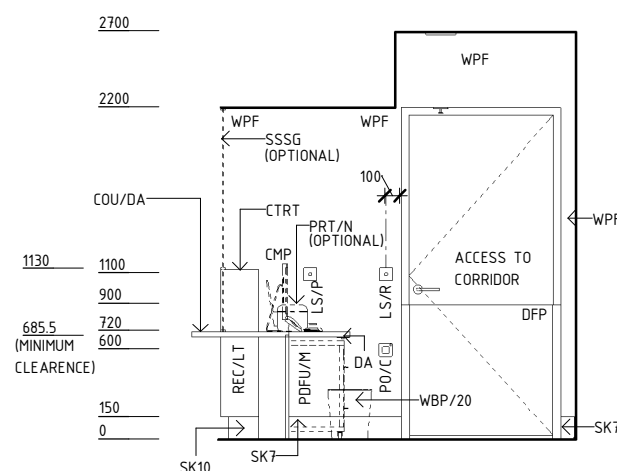 2700
WPF
2200
WPF
WPF
SSSG
(OPTIONAL)
100
COU/DA
CTRT
PRT/N
(OPTIONAL)
WPF
CMP
1130
1100
LS/P
LS/R
ACCESS TO
CORRIDOR
900
DFP
685.5
(MINIMUM
CLEARENCE)
720
600
REC/LT
PDFU/M
DA
PO/C
WBP/20
150
0
SK10
SK7
SK7